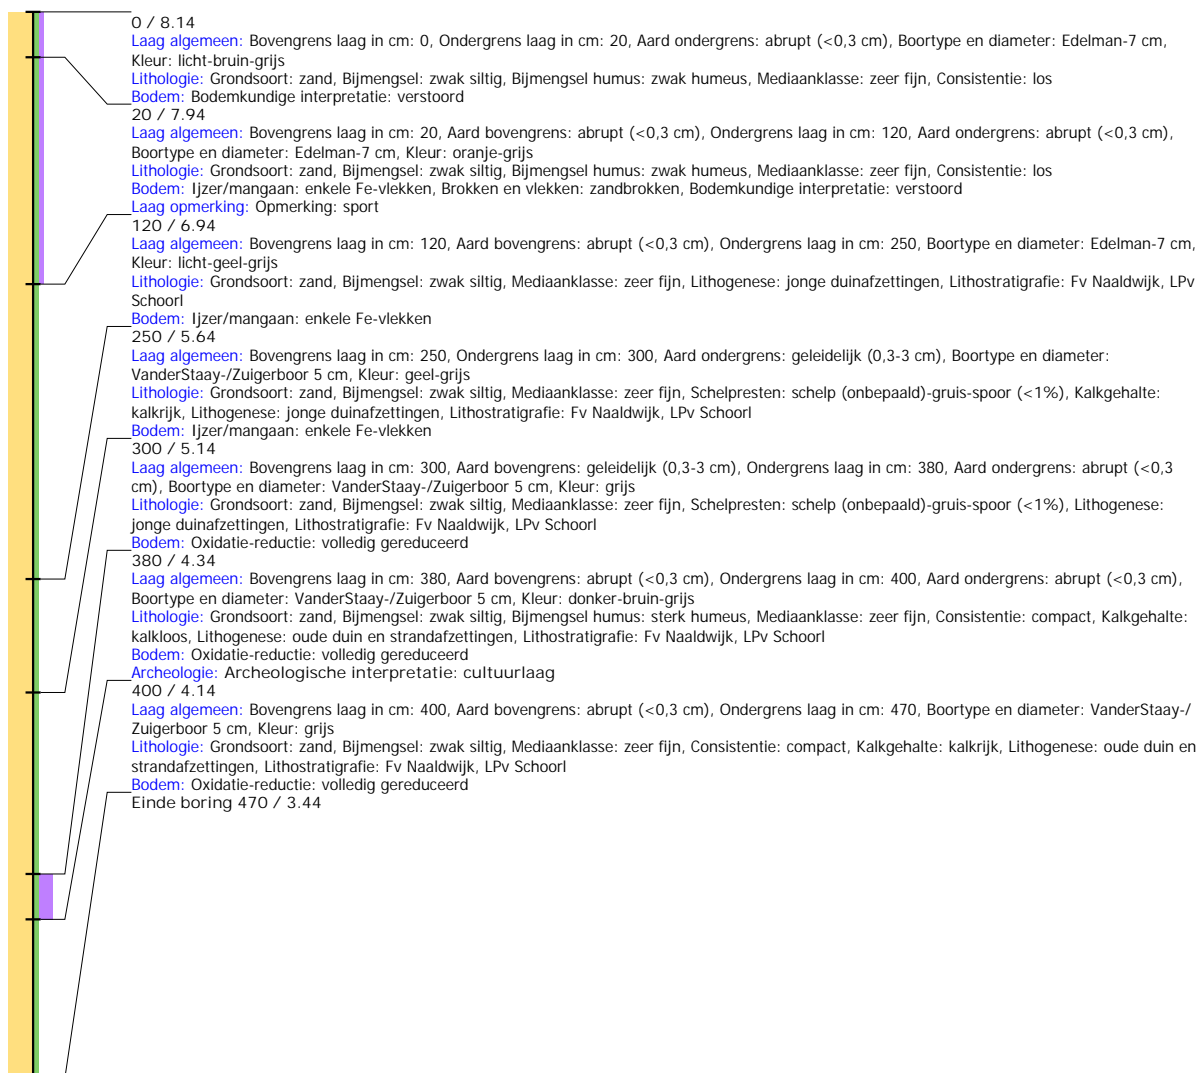 0 / 8.14
Laag algemeen: Bovengrens laag in cm: 0, Ondergrens laag in cm: 20, Aard ondergrens: abrupt (<0,3 cm), Boortype en diameter: Edelman-7 cm,
Kleur: licht-bruin-grijs
Lithologie: Grondsoort: zand, Bijmengsel: zwak siltig, Bijmengsel humus: zwak humeus, Mediaanklasse: zeer fijn, Consistentie: los
Bodem: Bodemkundige interpretatie: verstoord
20 / 7.94
Laag algemeen: Bovengrens laag in cm: 20, Aard bovengrens: abrupt (<0,3 cm), Ondergrens laag in cm: 120, Aard ondergrens: abrupt (<0,3 cm),
Boortype en diameter: Edelman-7 cm, Kleur: oranje-grijs
Lithologie: Grondsoort: zand, Bijmengsel: zwak siltig, Bijmengsel humus: zwak humeus, Mediaanklasse: zeer fijn, Consistentie: los
Bodem: Ijzer/mangaan: enkele Fe-vlekken, Brokken en vlekken: zandbrokken, Bodemkundige interpretatie: verstoord
Laag opmerking: Opmerking: sport
120 / 6.94
Laag algemeen: Bovengrens laag in cm: 120, Aard bovengrens: abrupt (<0,3 cm), Ondergrens laag in cm: 250, Boortype en diameter: Edelman-7 cm,
Kleur: licht-geel-grijs
Lithologie: Grondsoort: zand, Bijmengsel: zwak siltig, Mediaanklasse: zeer fijn, Lithogenese: jonge duinafzettingen, Lithostratigrafie: Fv Naaldwijk, LPv
Schoorl
Bodem: Ijzer/mangaan: enkele Fe-vlekken
250 / 5.64
Laag algemeen: Bovengrens laag in cm: 250, Ondergrens laag in cm: 300, Aard ondergrens: geleidelijk (0,3-3 cm), Boortype en diameter:
VanderStaay-/Zuigerboor 5 cm, Kleur: geel-grijs
Lithologie: Grondsoort: zand, Bijmengsel: zwak siltig, Mediaanklasse: zeer fijn, Schelpresten: schelp (onbepaald)-gruis-spoor (<1%), Kalkgehalte:
kalkrijk, Lithogenese: jonge duinafzettingen, Lithostratigrafie: Fv Naaldwijk, LPv Schoorl
Bodem: Ijzer/mangaan: enkele Fe-vlekken
300 / 5.14
Laag algemeen: Bovengrens laag in cm: 300, Aard bovengrens: geleidelijk (0,3-3 cm), Ondergrens laag in cm: 380, Aard ondergrens: abrupt (<0,3
cm), Boortype en diameter: VanderStaay-/Zuigerboor 5 cm, Kleur: grijs
Lithologie: Grondsoort: zand, Bijmengsel: zwak siltig, Mediaanklasse: zeer fijn, Schelpresten: schelp (onbepaald)-gruis-spoor (<1%), Lithogenese:
jonge duinafzettingen, Lithostratigrafie: Fv Naaldwijk, LPv Schoorl
Bodem: Oxidatie-reductie: volledig gereduceerd
380 / 4.34
Laag algemeen: Bovengrens laag in cm: 380, Aard bovengrens: abrupt (<0,3 cm), Ondergrens laag in cm: 400, Aard ondergrens: abrupt (<0,3 cm),
Boortype en diameter: VanderStaay-/Zuigerboor 5 cm, Kleur: donker-bruin-grijs
Lithologie: Grondsoort: zand, Bijmengsel: zwak siltig, Bijmengsel humus: sterk humeus, Mediaanklasse: zeer fijn, Consistentie: compact, Kalkgehalte:
kalkloos, Lithogenese: oude duin en strandafzettingen, Lithostratigrafie: Fv Naaldwijk, LPv Schoorl
Bodem: Oxidatie-reductie: volledig gereduceerd
Archeologie: Archeologische interpretatie: cultuurlaag
400 / 4.14
Laag algemeen: Bovengrens laag in cm: 400, Aard bovengrens: abrupt (<0,3 cm), Ondergrens laag in cm: 470, Boortype en diameter: VanderStaay-/
Zuigerboor 5 cm, Kleur: grijs
Lithologie: Grondsoort: zand, Bijmengsel: zwak siltig, Mediaanklasse: zeer fijn, Consistentie: compact, Kalkgehalte: kalkrijk, Lithogenese: oude duin en
strandafzettingen, Lithostratigrafie: Fv Naaldwijk, LPv Schoorl
Bodem: Oxidatie-reductie: volledig gereduceerd
Einde boring 470 / 3.44